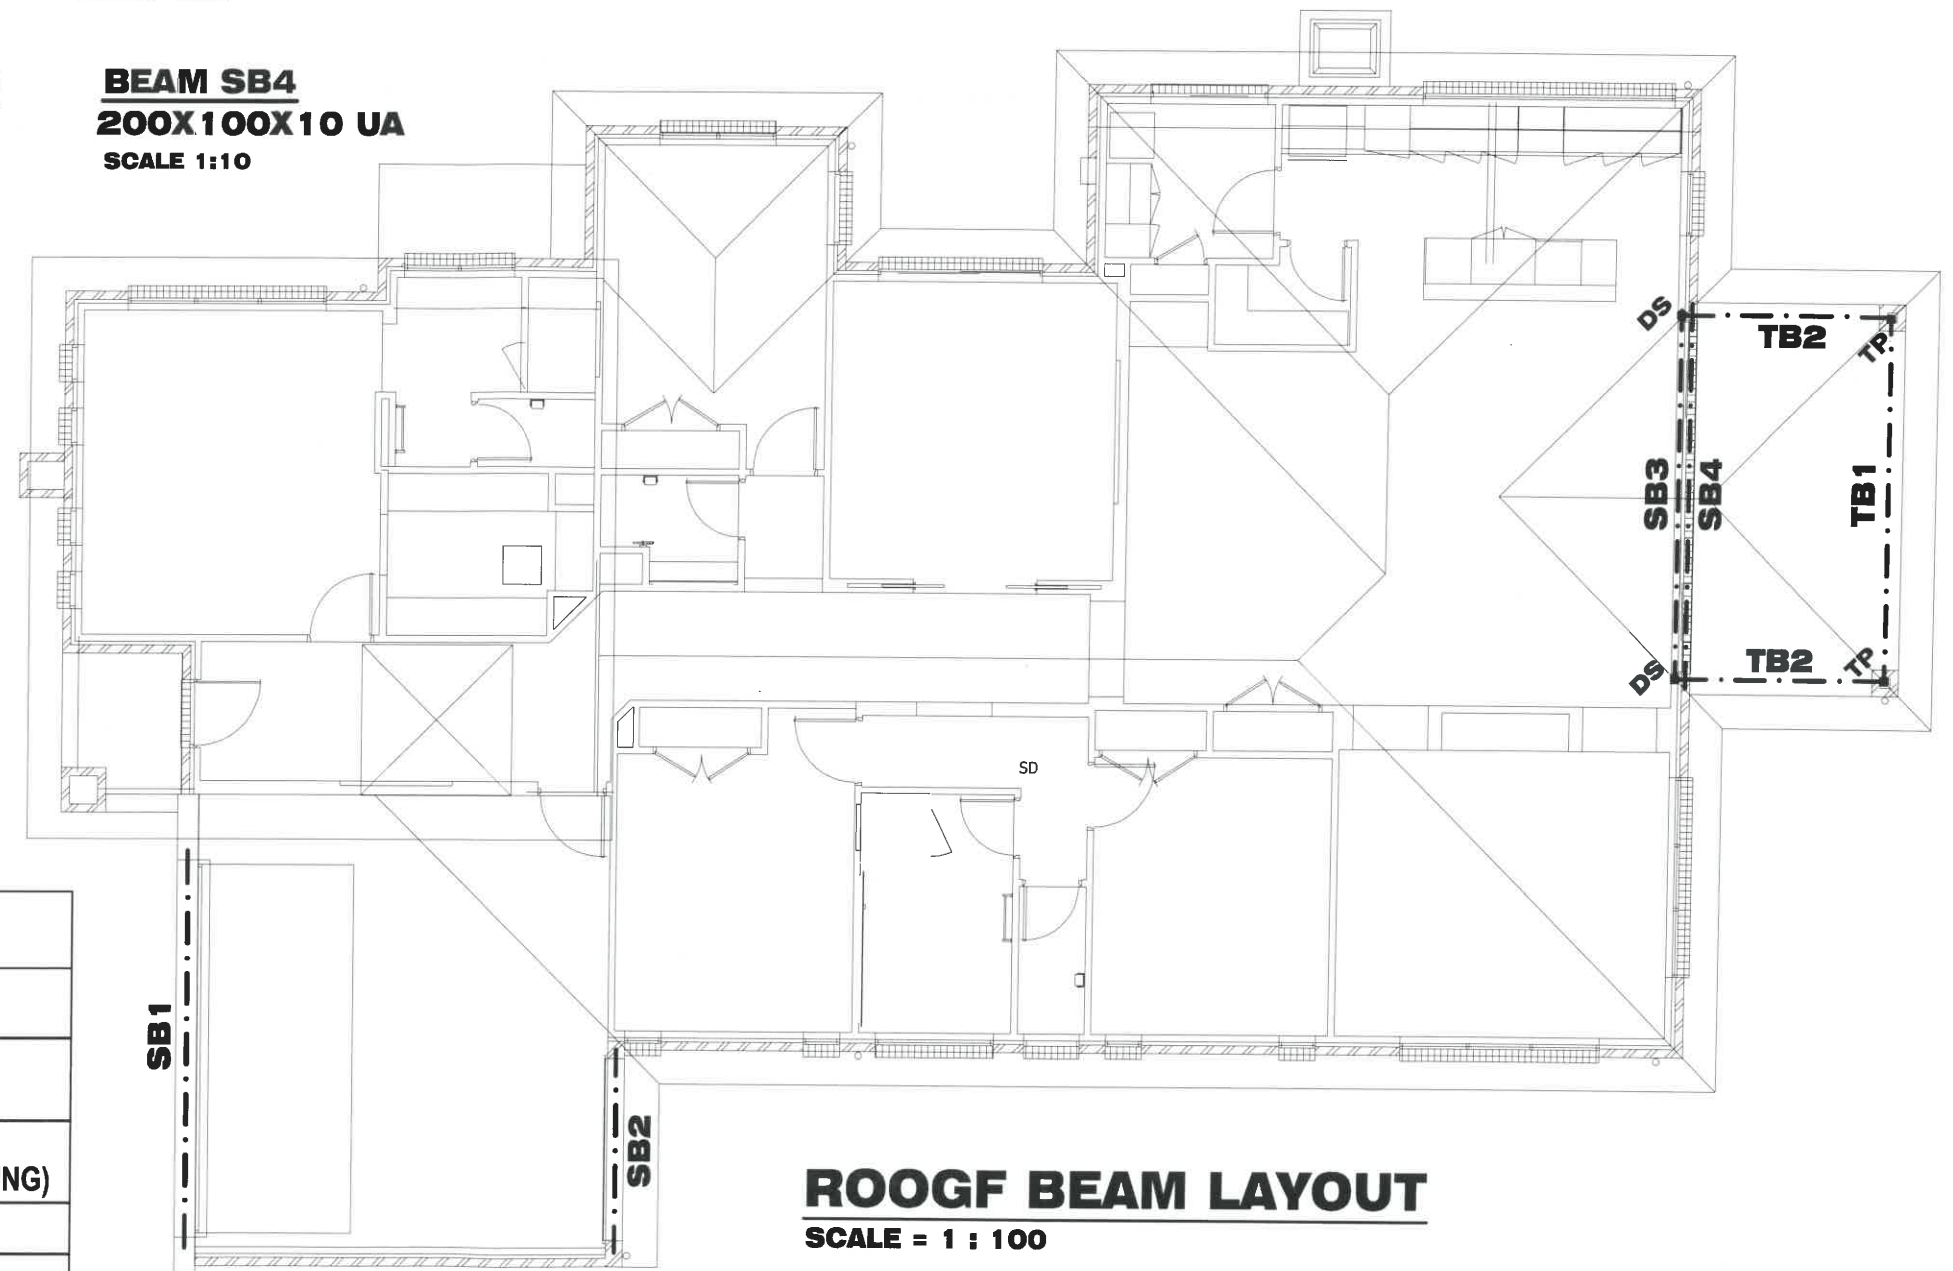 BEAM SB4
200X100X10 UA
SCALE 1:10
DS
TB2
TP
SB3
SB4
TB1
DS
TB2
TP
SD
SB1
SB2
NG)
ROOGF BEAM LAYOUT
SCALE = 1 : 100